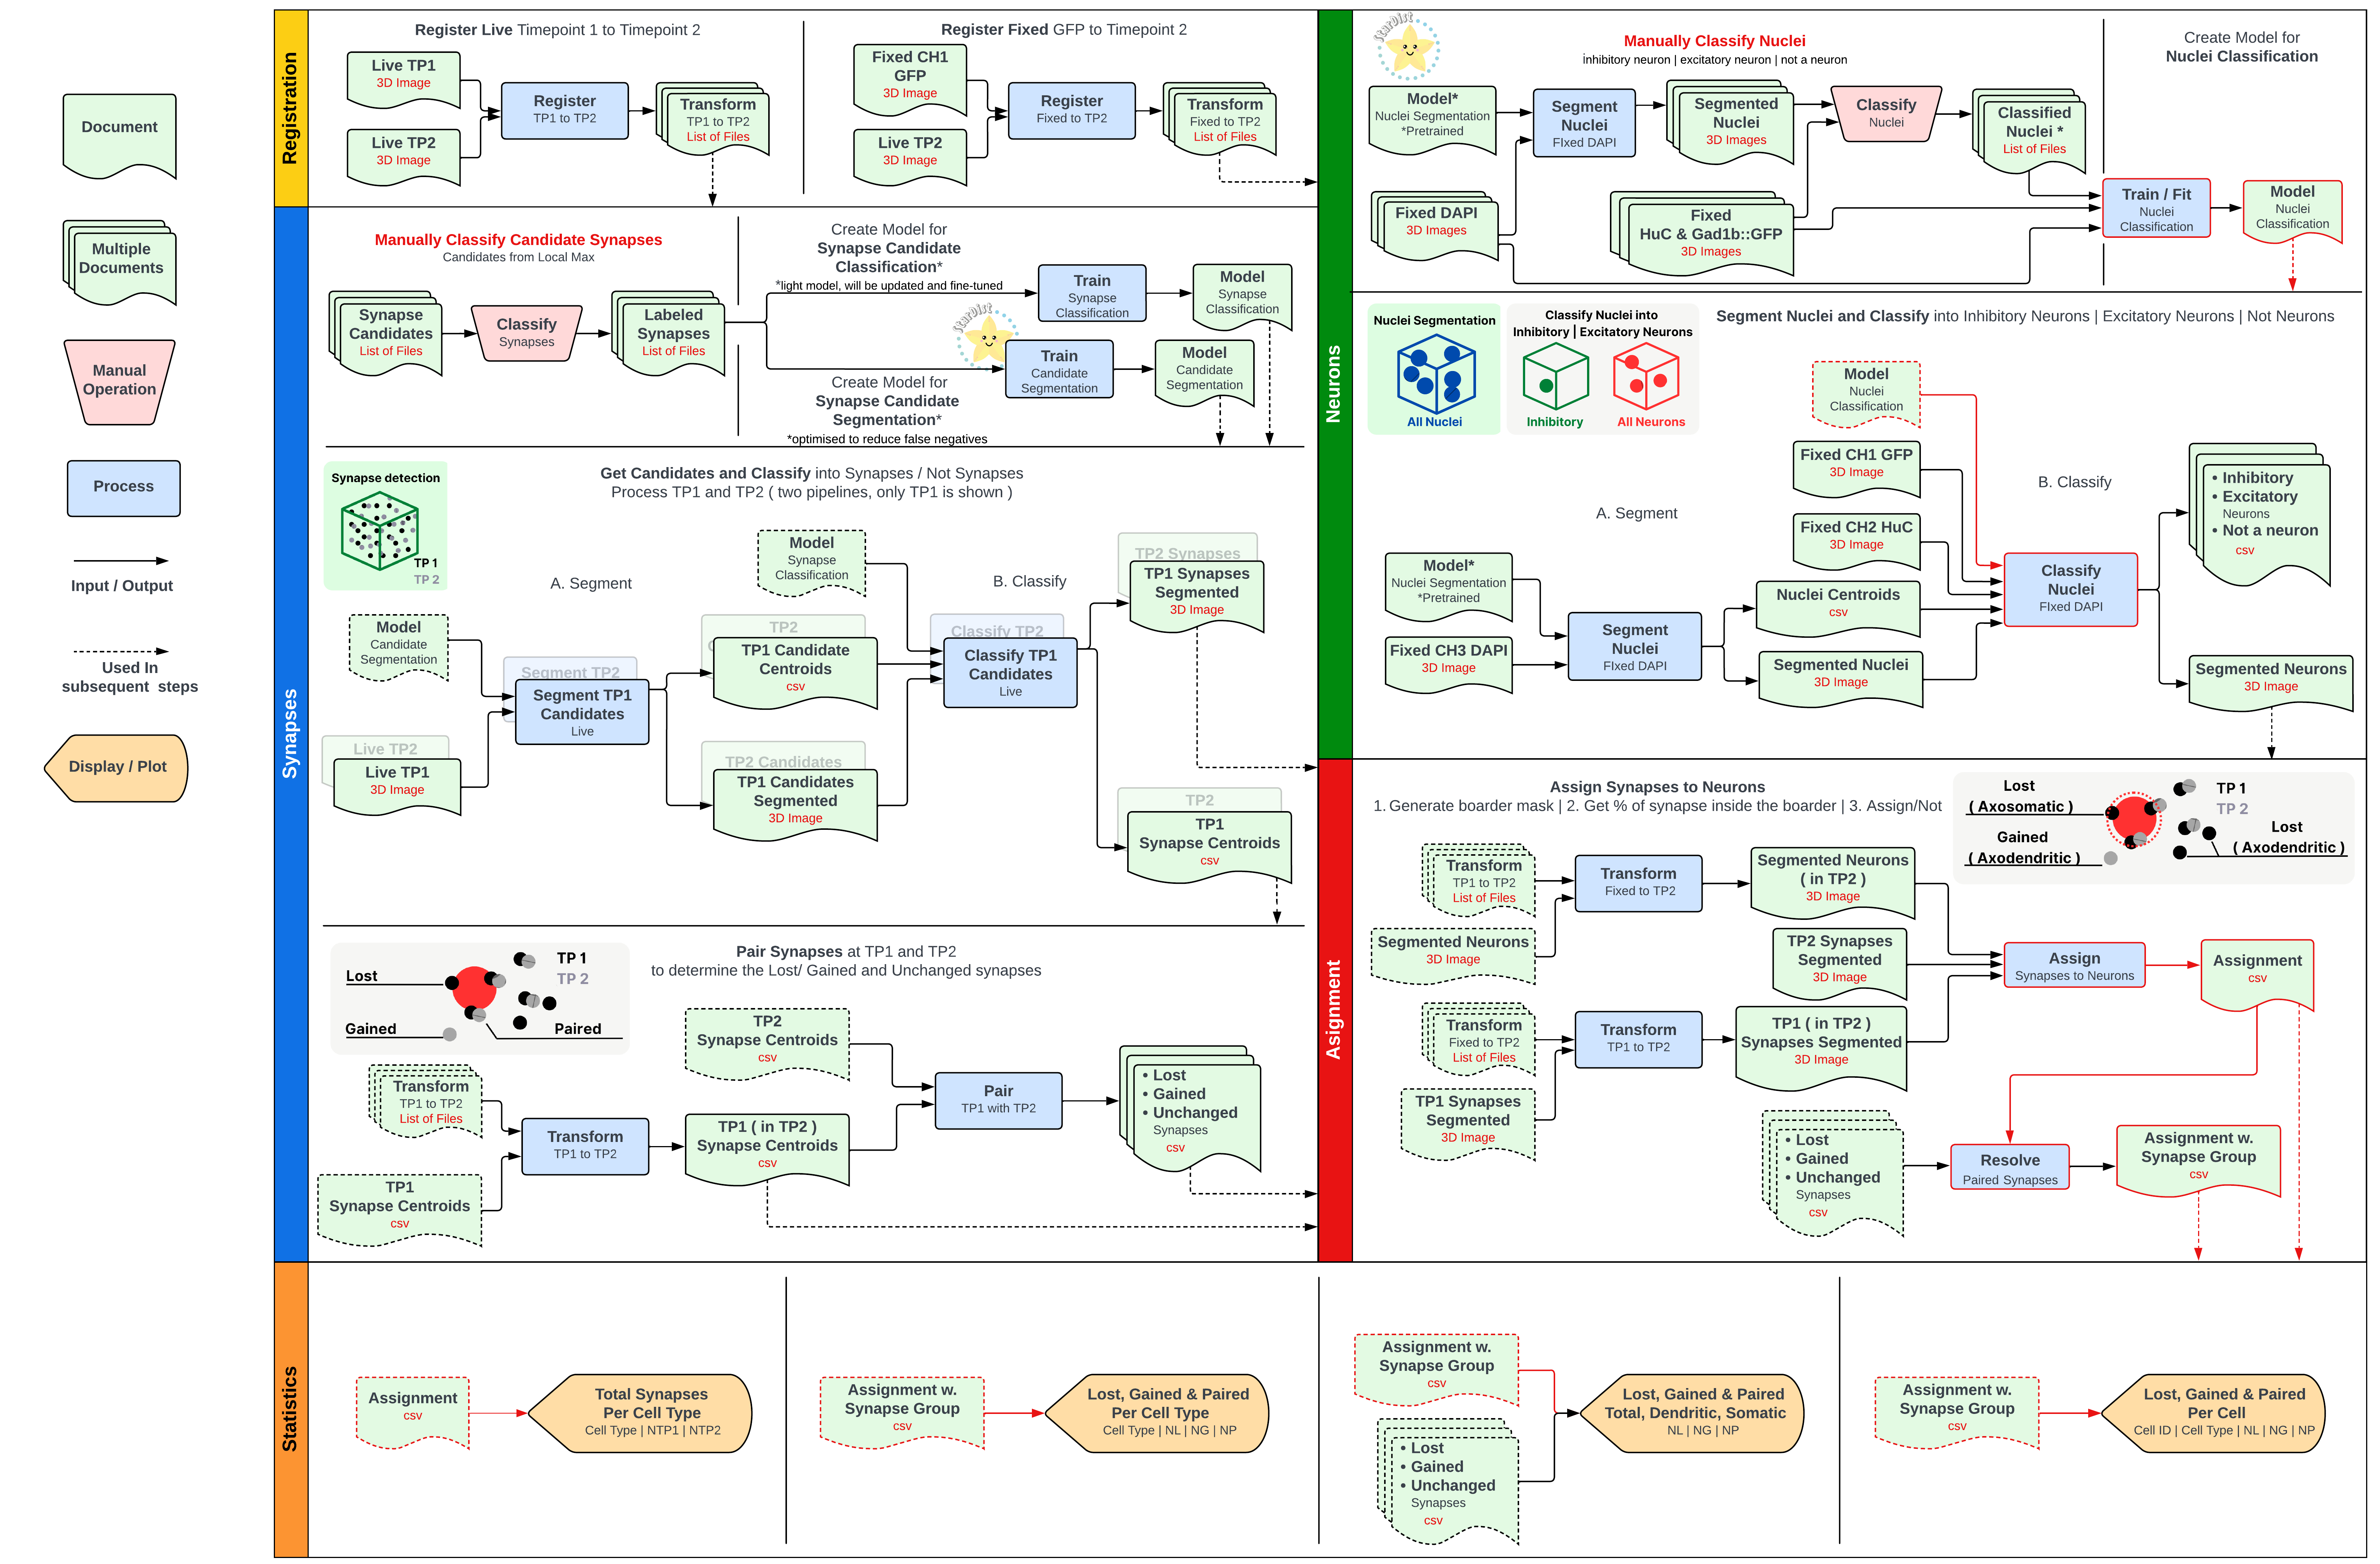 Document
Multiple
Documents
Manual
Operation
Process
Input / Output
Used In
subsequent steps
Display / Plot
Registration
Register Live Timepoint 1 to Timepoint 2
Live TP1
3D Image
Live TP2
3D Image
Register
TP1 to TP2
Transform
TP1 to TP2
List of Files
Register Fixed GFP to Timepoint 2
Fixed CH1
GFP
3D Image
Live TP2
3D Image
Register
Fixed to TP2
Transform
Fixed to TP2
List of Files
Synapses
Manually Classify Candidate Synapses
Candidates from Local Max
Synapse
Candidates
List of Files
Classify
Synapses
Labeled
Synapses
List of Files
Create Model for
Synapse Candidate
Classification*
*light model, will be updated and fine-tuned
Train
Synapse
Classification
Model
Synapse
Classification
StarDist
Train
Candidate
Segmentation
Model
Candidate
Segmentation
Create Model for
Synapse Candidate
Segmentation*
*optimised to reduce false negatives
Synapse detection
TP 1
TP 2
Get Candidates and Classify into Synapses / Not Synapses
Process TP1 and TP2 ( two pipelines, only TP1 is shown )
A. Segment
B. Classify
Model
Candidate
Segmentation
Live TP2
Live TP1
3D Image
Segment TP2
Segment TP1
Candidates
Live
Model
Synapse
Classification
TP2
C
TP1 Candidate
Centroids
csv
TP2 Candidates
TP1 Candidates
Segmented
3D Image
Classify TP2
Classify TP1
Candidates
Live
TP2 Synapses
TP1 Synapses
Segmented
3D Image
TP2
TP1
Synapse Centroids
csv
Pair Synapses at TP1 and TP2
to determine the Lost/ Gained and Unchanged synapses
Lost
Gained
TP 1
TP 2
Paired
Transform
TP1 to TP2
List of Files
TP1
Synapse Centroids
csv
Transform
TP1 to TP2
TP2
Synapse Centroids
csv
TP1 ( in TP2 )
Synapse Centroids
csv
Pair
TP1 with TP2
• Lost
• Gained
• Unchanged
Synapses
csv
Neurons
StarDist
Manually Classify Nuclei
inhibitory neuron | excitatory neuron | not a neuron
Model*
Nuclei Segmentation
*Pretrained
Segment
Nuclei
FIxed DAPI
Segmented
Nuclei
3D Images
Classify
Nuclei
Classified
Nuclei *
List of Files
Fixed DAPI
3D Images
Fixed
HuC & Gad1b::GFP
3D Images
Create Model for
Nuclei Classification
Train / Fit
Nuclei
Classification
Model
Nuclei
Classification
Nuclei Segmentation
All Nuclei
Classify Nuclei into
Inhibitory | Excitatory Neurons
Inhibitory
All Neurons
Segment Nuclei and Classify into Inhibitory Neurons | Excitatory Neurons | Not Neurons
A. Segment
B. Classify
Model*
Nuclei Segmentation
*Pretrained
Fixed CH3 DAPI
3D Image
Segment
Nuclei
FIxed DAPI
Model
Nuclei
Classification
Fixed CH1 GFP
3D Image
Fixed CH2 HuC
3D Image
Nuclei Centroids
csv
Segmented Nuclei
3D Image
Classify
Nuclei
FIxed DAPI
• Inhibitory
• Excitatory
Neurons
• Not a neuron
csv
Segmented Neurons
3D Image
Assignment
Assign Synapses to Neurons
1. Generate boarder mask | 2. Get % of synapse inside the boarder | 3. Assign/Not
Lost
( Axosomatic )
Gained
( Axodendritic )
TP 1
TP 2
Lost
( Axodendritic )
Transform
TP1 to TP2
List of Files
Segmented Neurons
3D Image
Transform
Fixed to TP2
Segmented Neurons
( in TP2 )
3D Image
TP2 Synapses
Segmented
3D Image
Transform
Fixed to TP2
List of Files
TP1 Synapses
Segmented
3D Image
Transform
TP1 to TP2
TP1 ( in TP2 )
Synapses Segmented
3D Image
Assign
Synapses to Neurons
Assignment
csv
• Lost
• Gained
• Unchanged
Synapses
csv
Resolve
Paired Synapses
Assignment w.
Synapse Group
csv
Statistics
Assignment
csv
Total Synapses
Per Cell Type
Cell Type | NTP1 | NTP2
Assignment w.
Synapse Group
csv
Lost, Gained & Paired
Per Cell Type
Cell Type | NL | NG | NP
Assignment w.
Synapse Group
csv
• Lost
• Gained
• Unchanged
Synapses
csv
Lost, Gained & Paired
Total, Dendritic, Somatic
NL | NG | NP
Assignment w.
Synapse Group
csv
Lost, Gained & Paired
Per Cell
Cell ID | Cell Type | NL | NG | NP